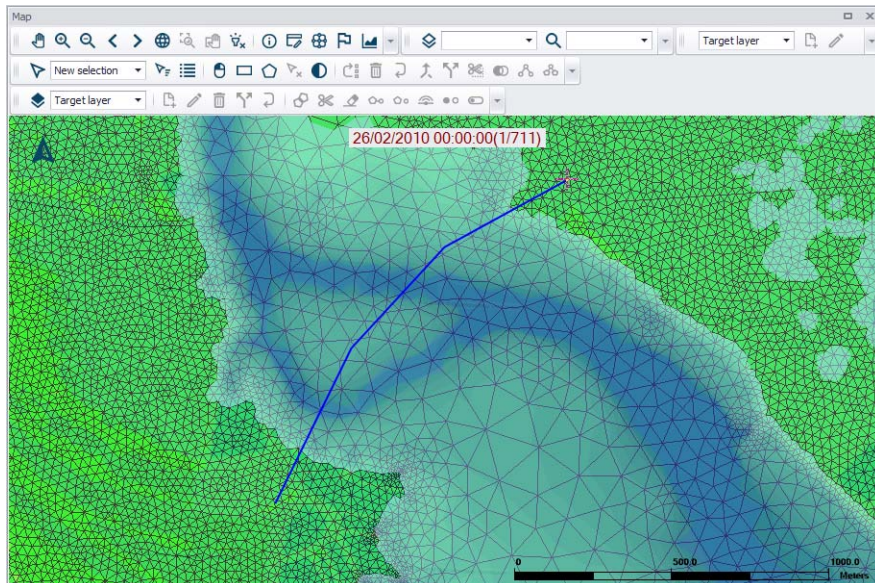 Map
Target layer
New selection
Target layer
26/02/2010 00:00:00(1/711)
0 500.0 1000.0
Meters